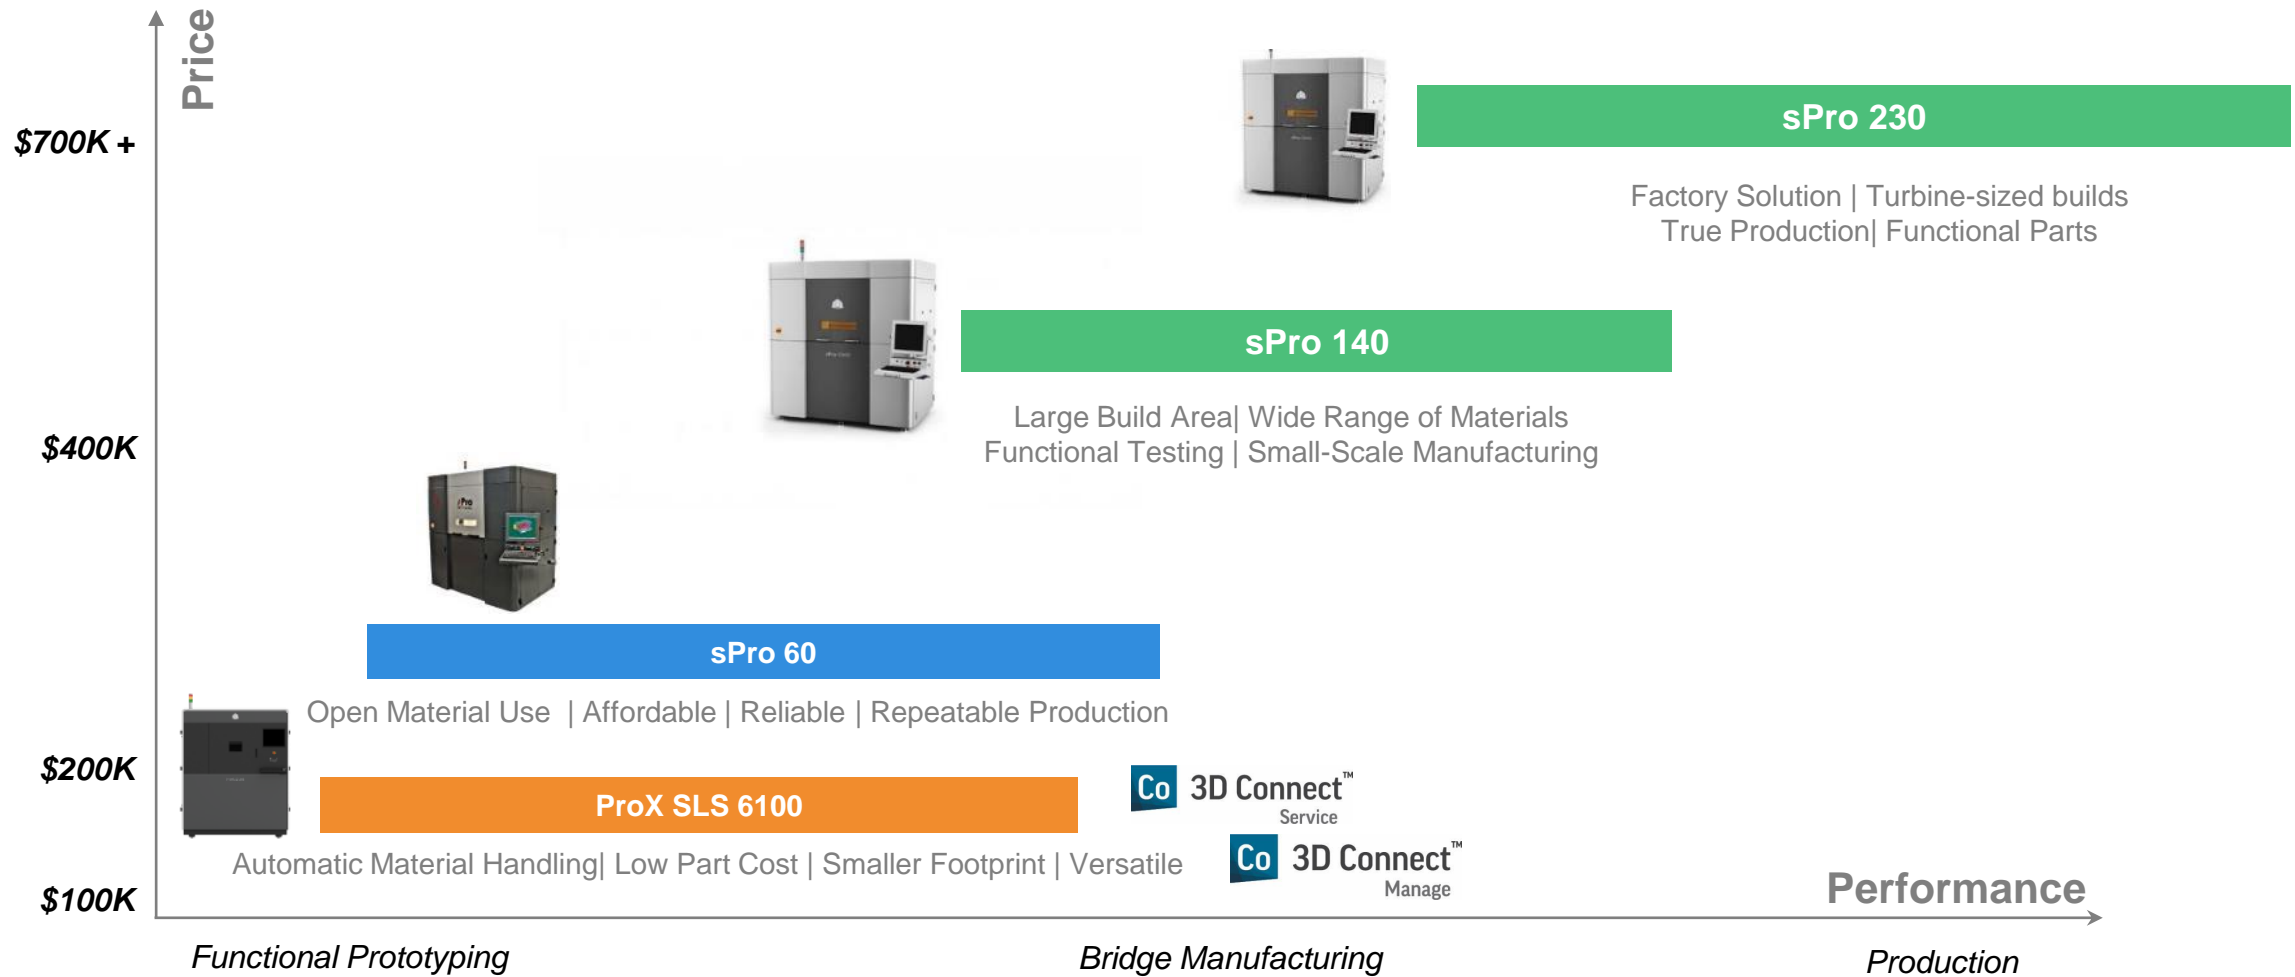 Price
$700K +
sPro 230
Factory Solution | Turbine-sized builds
True Production| Functional Parts
sPro 140
Large Build Area| Wide Range of Materials
Functional Testing | Small-Scale Manufacturing
$400K
sPro 60
Open Material Use | Affordable | Reliable | Repeatable Production
$200K
ProX SLS 6100
Co 3D Connect™
Service
Automatic Material Handling| Low Part Cost | Smaller Footprint | Versatile
Co 3D Connect™
Manage
$100K
Performance
Functional Prototyping
Bridge Manufacturing
Production